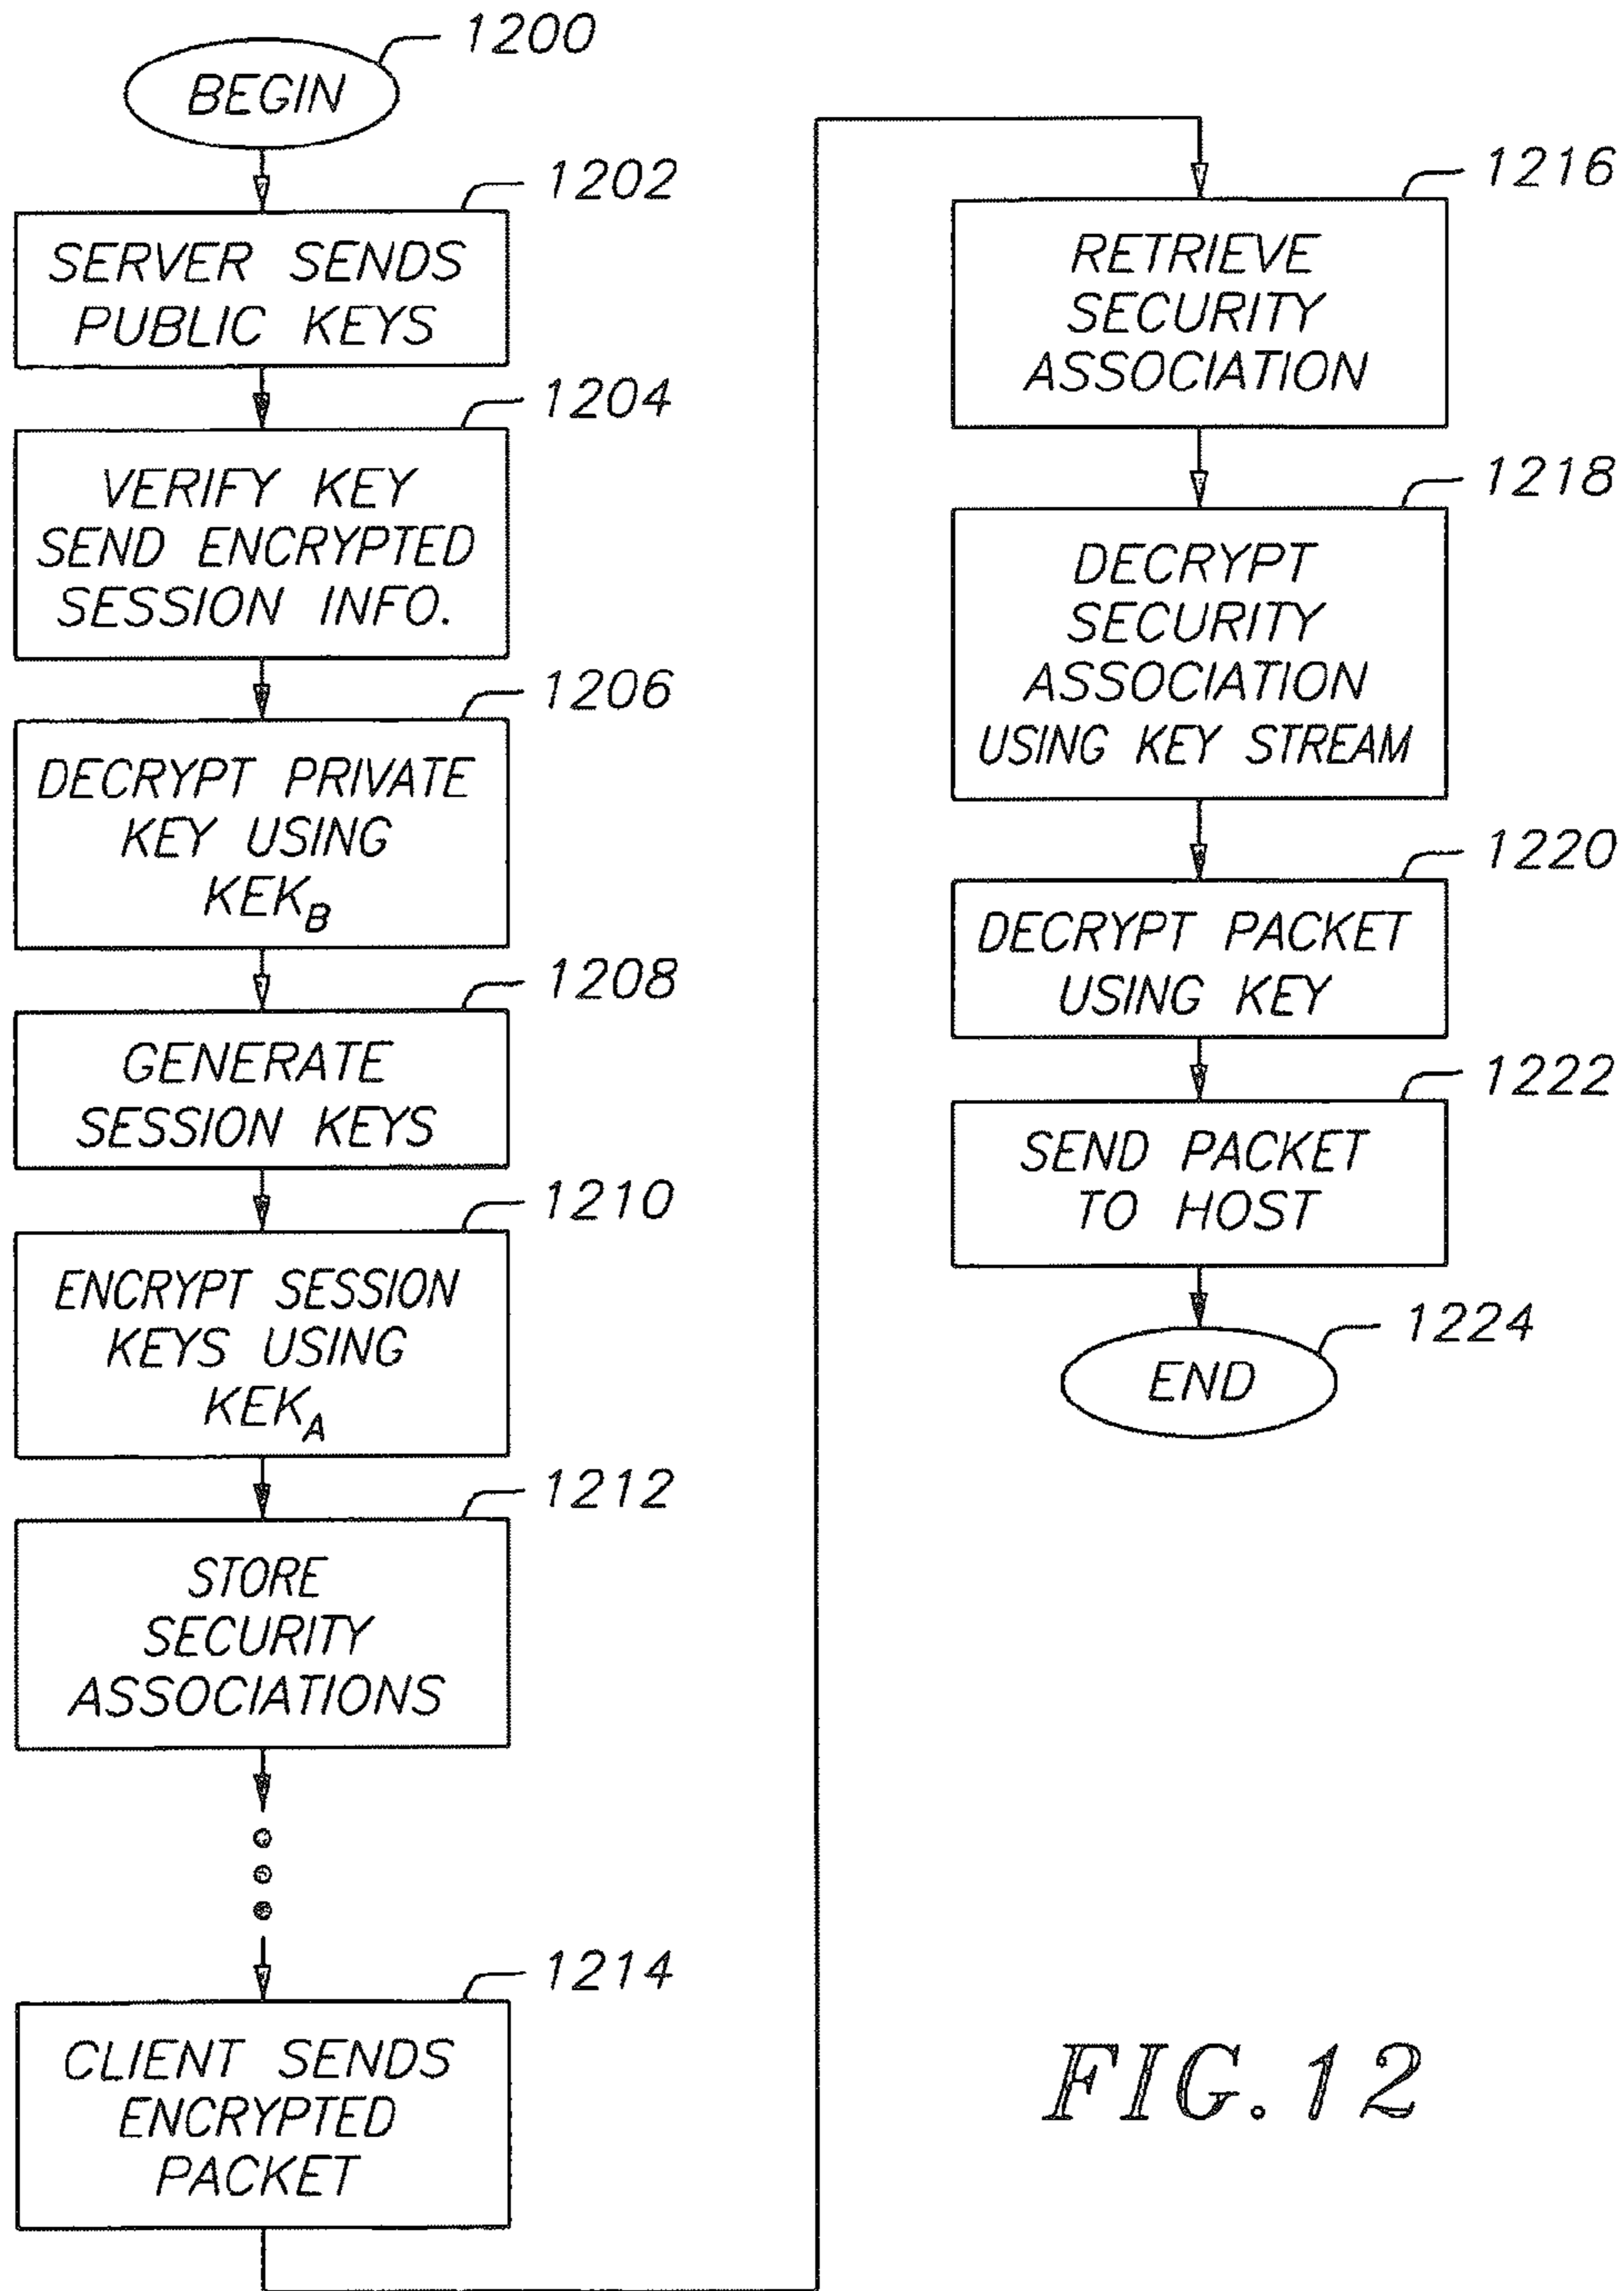 1200
BEGIN
1202
SERVER SENDS
PUBLIC KEYS
1204
VERIFY KEY
SEND ENCRYPTED
SESSION INFO.
1206
DECRYPT PRIVATE
KEY USING
KEK_B
1208
GENERATE
SESSION KEYS
1210
ENCRYPT SESSION
KEYS USING
KEK_A
1212
STORE
SECURITY
ASSOCIATIONS
1214
CLIENT SENDS
ENCRYPTED
PACKET
1216
RETRIEVE
SECURITY
ASSOCIATION
1218
DECRYPT
SECURITY
ASSOCIATION
USING KEY STREAM
1220
DECRYPT PACKET
USING KEY
1222
SEND PACKET
TO HOST
1224
END
FIG.12